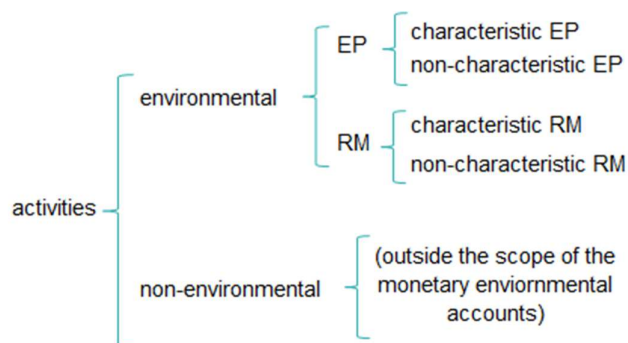 characteristic EP
EP
non-characteristic EP
environmental
characteristic RM
RM
non-characteristic RM
activities
(outside the scope of the
non-environmental
monetary enviornmental
accounts)